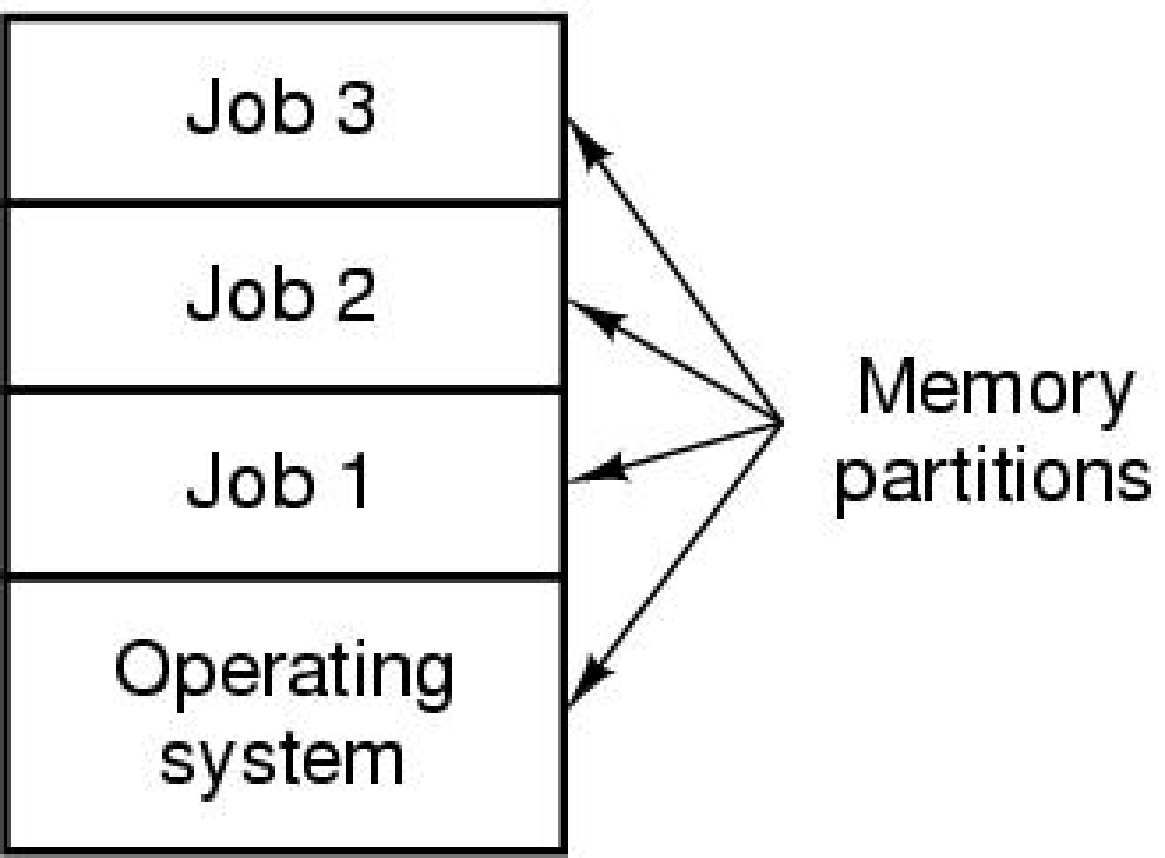 Job 3
Job 2
Job 1
Operating
system
Memory
partitions